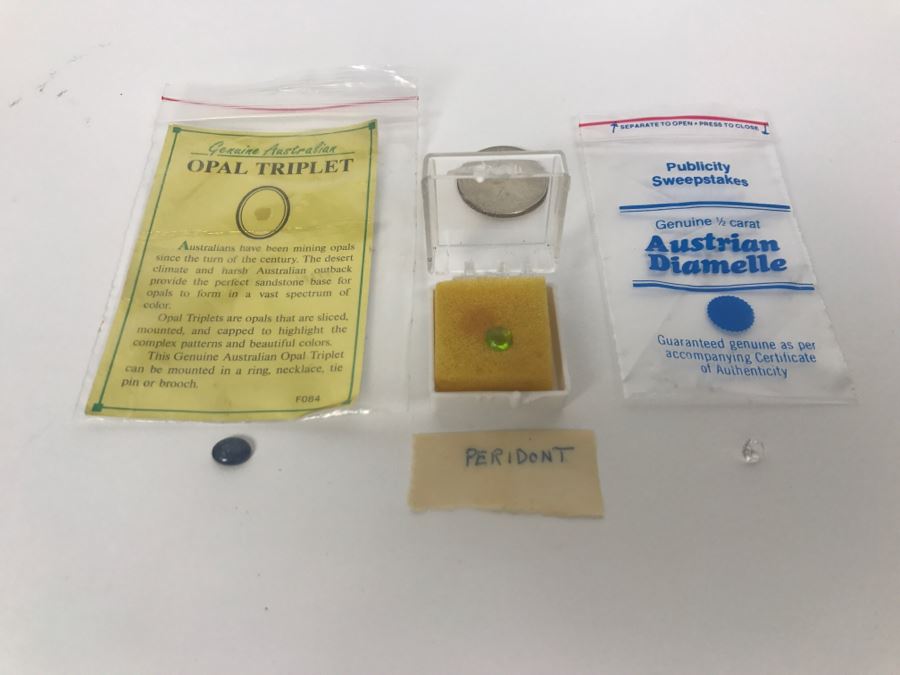 Genuine Australian
OPAL TRIPLET
Australians have been mining opals
since the turn of the century. The desert
climate and harsh Australian outback
provide the perfect sandstone base for
opals to form in a vast spectrum of
color.
Opal Triplets are opals that are sliced,
mounted, and capped to highlight the
complex patterns and beautiful colors.
This Genuine Australian Opal Triplet
can be mounted in a ring, necklace, tie
pin or brooch.
F084
PERIDONT
SEPARATE TO OPEN • PRESS TO CLOSE
Publicity
Sweepstakes
Genuine ½ carat
Austrian
Diamelle
Guaranteed genuine as per
accompanying Certificate
of Authenticity